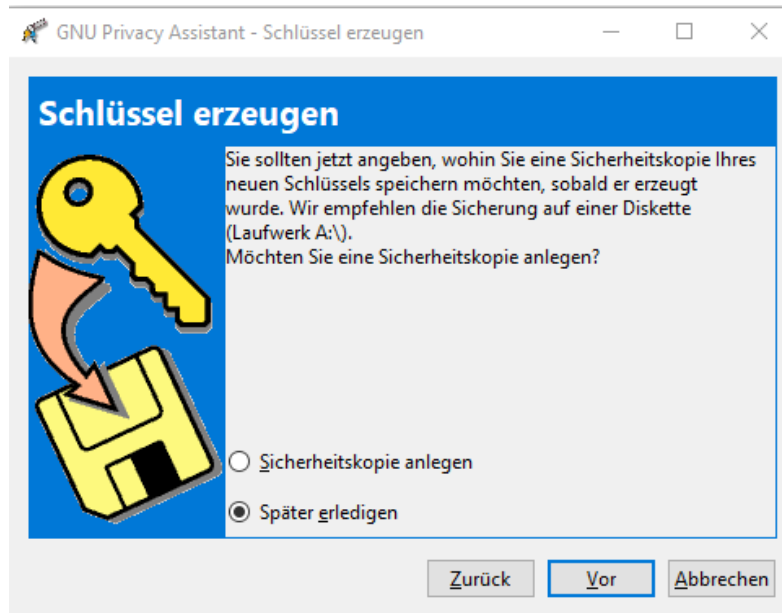 GNU Privacy Assistant - Schlüssel erzeugen
Schlüssel erzeugen
Sie sollten jetzt angeben, wohin Sie eine Sicherheitskopie Ihres
neuen Schlüssels speichern möchten, sobald er erzeugt
wurde. Wir empfehlen die Sicherung auf einer Diskette
(Laufwerk A:\).
Möchten Sie eine Sicherheitskopie anlegen?
Sicherheitskopie anlegen
Später erledigen
Zurück
Vor
Abbrechen